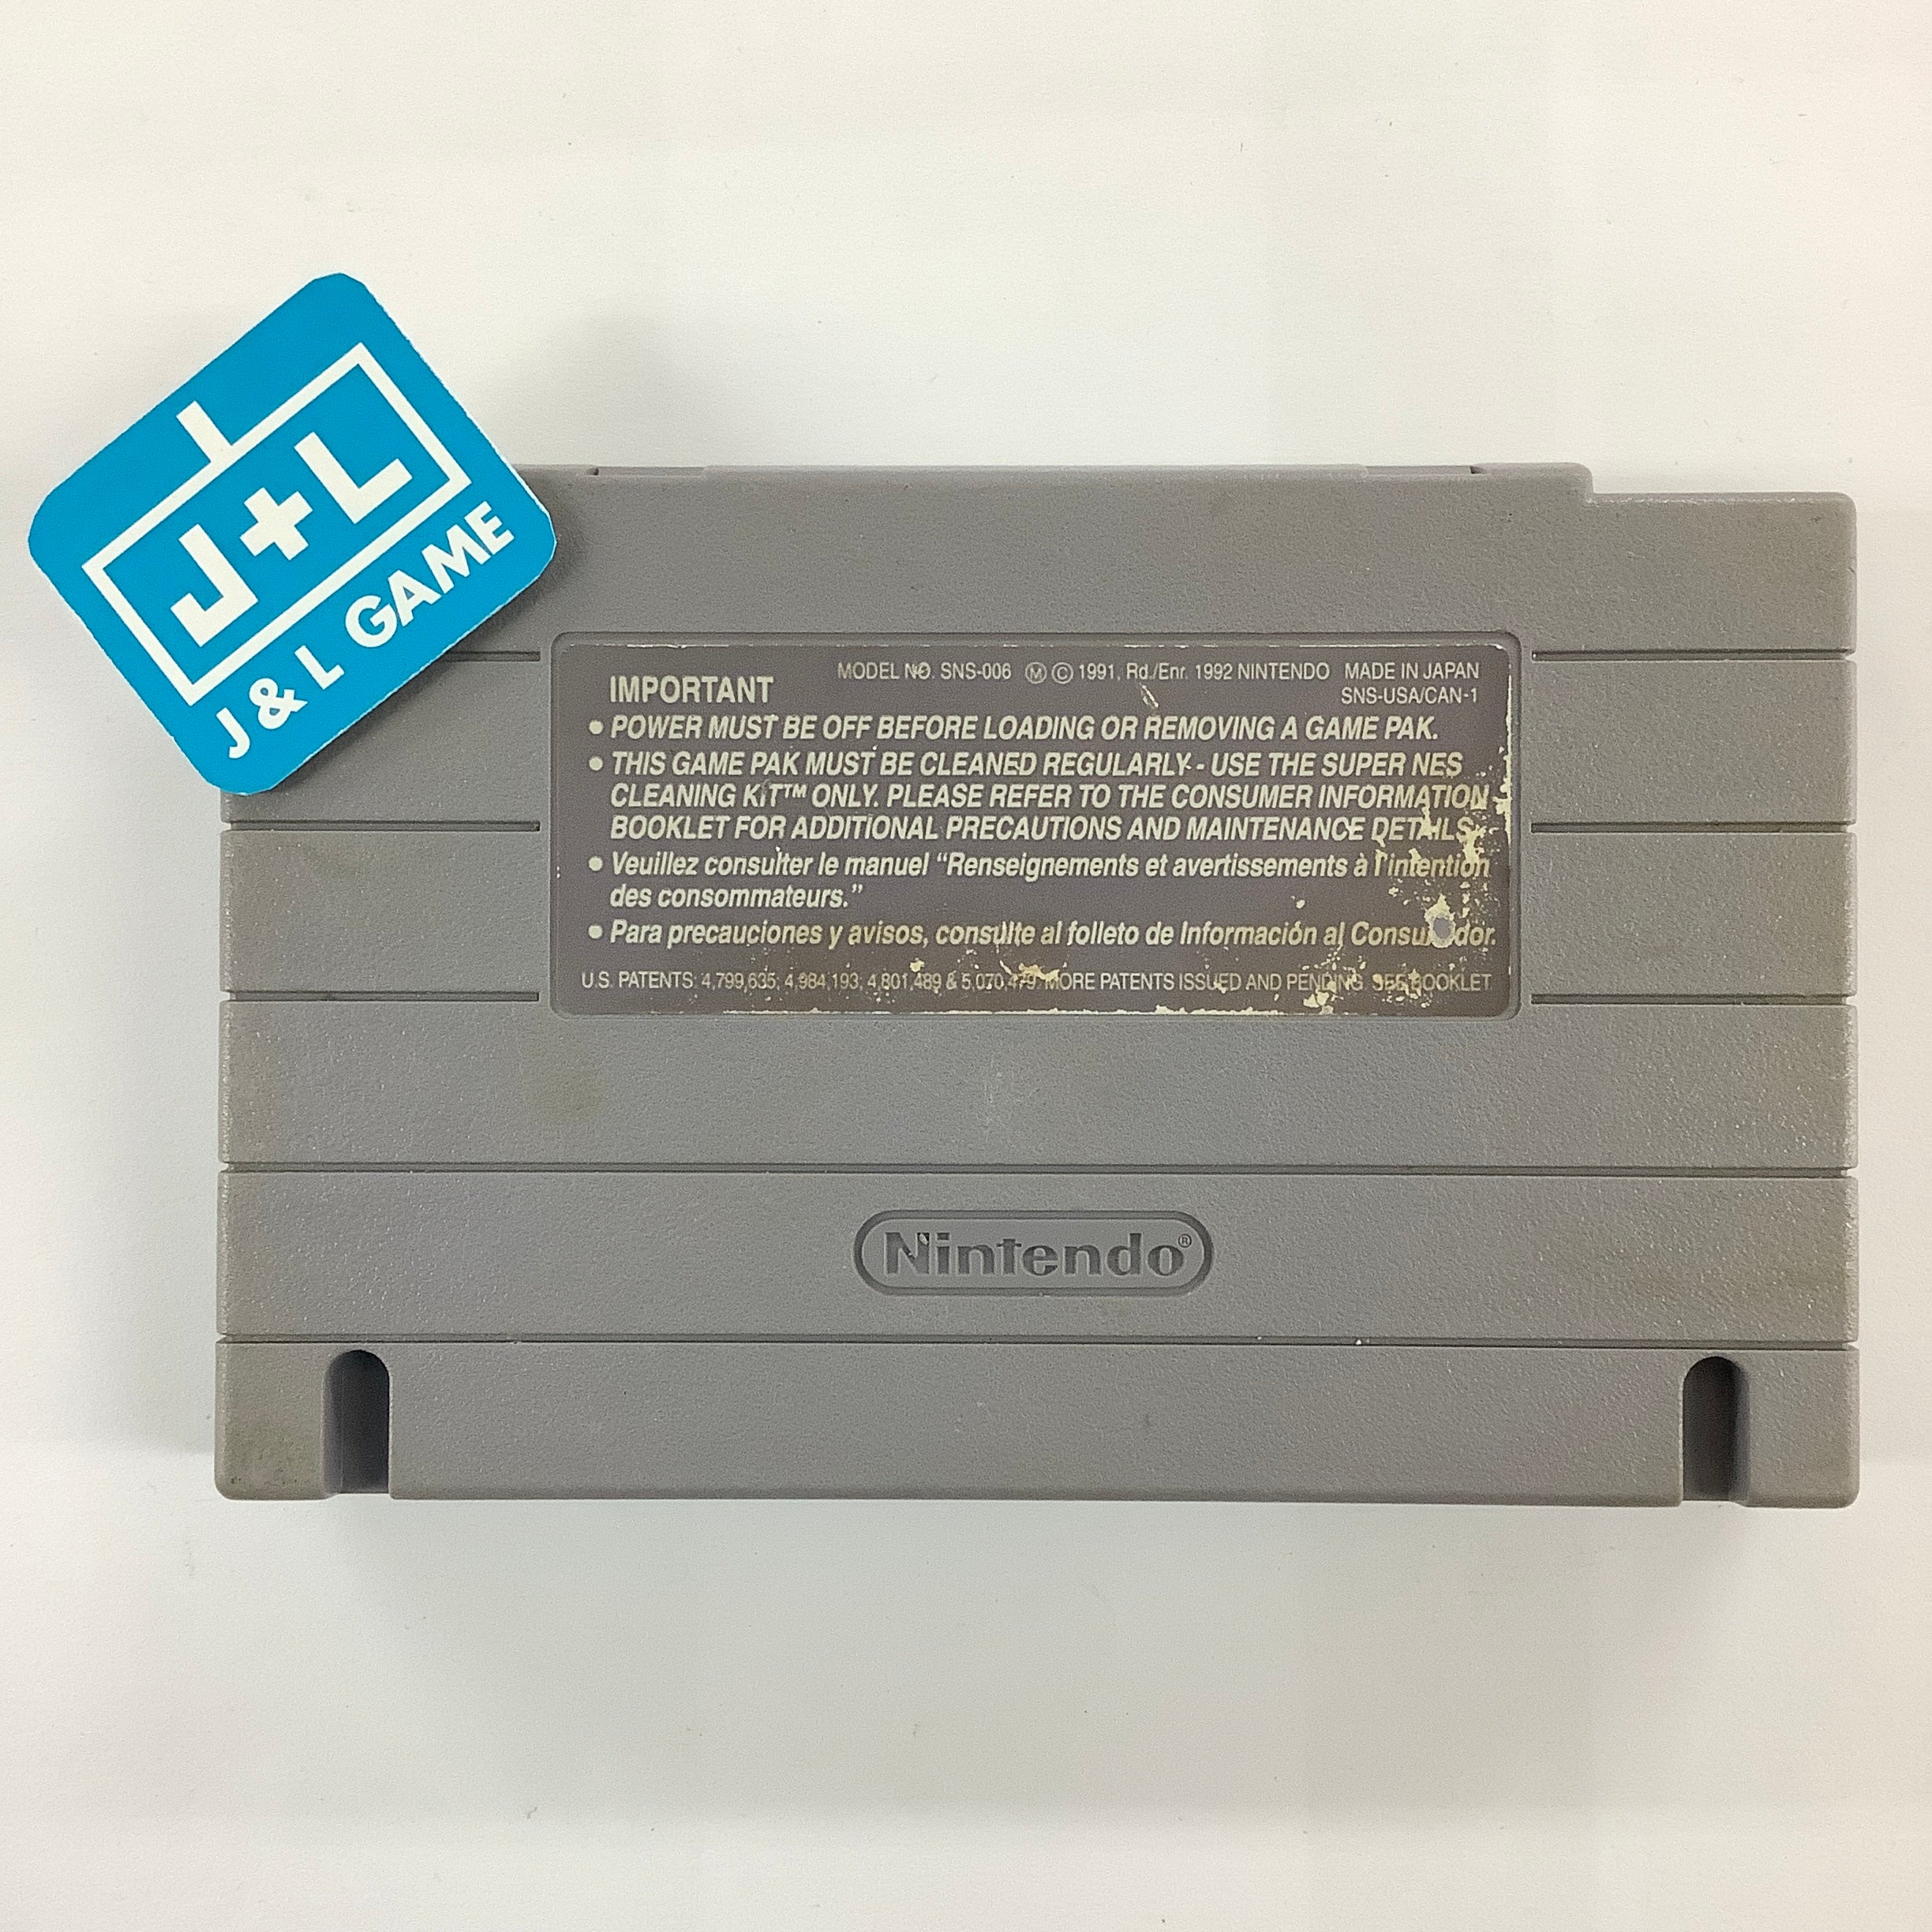 J+L
J & L GAME
MODEL NO. SNS-006 Ⓜ © 1991, Rd./Enr. 1992 NINTENDO MADE IN JAPAN
IMPORTANT
SNS-USA/CAN-1
• POWER MUST BE OFF BEFORE LOADING OR REMOVING A GAME PAK.
• THIS GAME PAK MUST BE CLEANED REGULARLY - USE THE SUPER NES
CLEANING KIT™ ONLY. PLEASE REFER TO THE CONSUMER INFORMATION
BOOKLET FOR ADDITIONAL PRECAUTIONS AND MAINTENANCE DETAILS.
• Veuillez consulter le manuel “Renseignements et avertissements à l'intention
des consommateurs.”
• Para precauciones y avisos, consulte al folleto de Información al Consumidor.
U.S. PATENTS: 4,799,635; 4,984,193; 4,801,489 & 5,070,479. MORE PATENTS ISSUED AND PENDING. SEE BOOKLET
Nintendo®